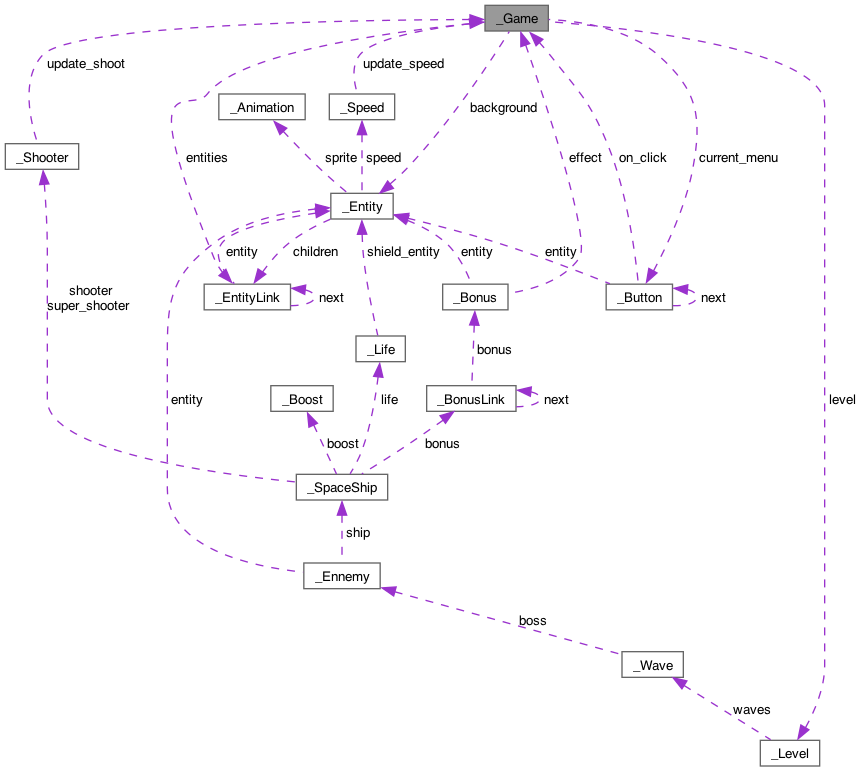 _Game
update_shoot
update_speed
_Animation
_Speed
background
_Shooter
entities
sprite
speed
effect
on_click
current_menu
_Entity
entity
children
shield_entity
entity
entity
_EntityLink
next
_Bonus
_Button
next
_Life
shooter
super_shooter
bonus
_Boost
_BonusLink
next
entity
life
level
boost
bonus
_SpaceShip
ship
_Ennemy
boss
_Wave
waves
_Level